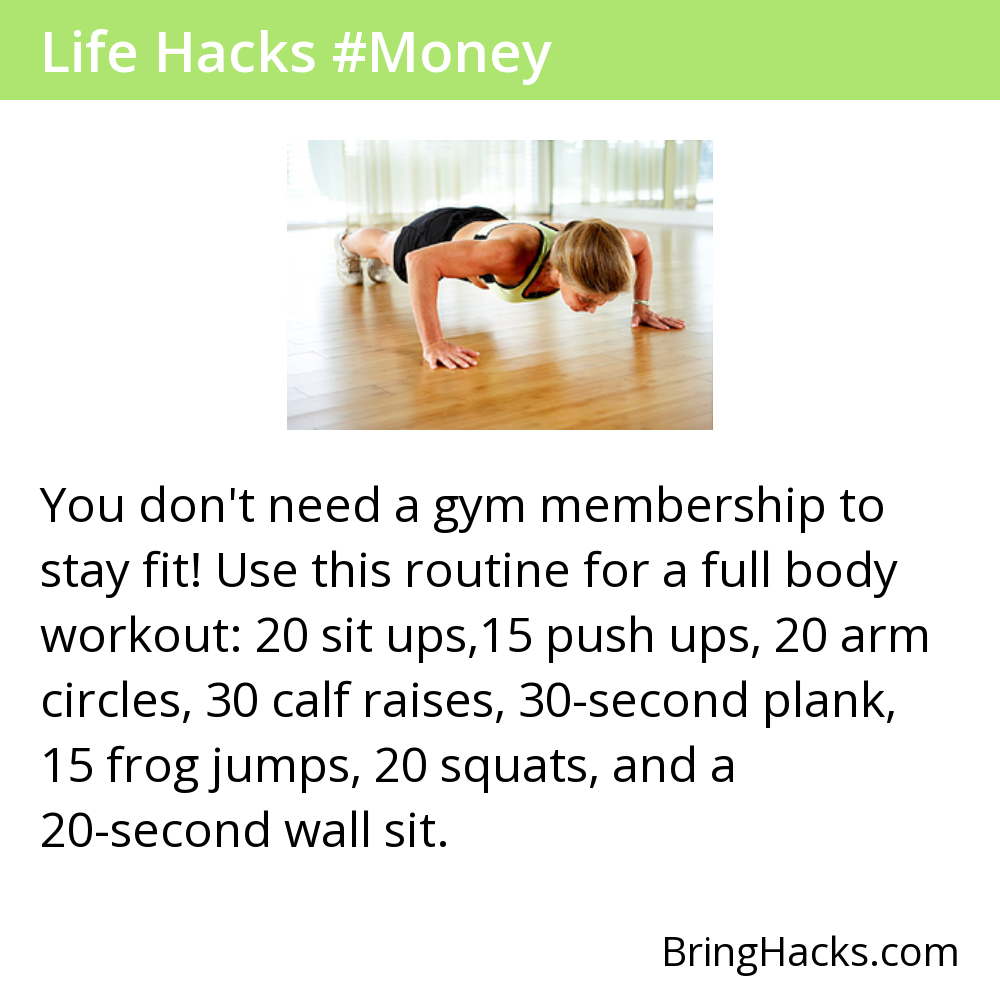 Life Hacks #Money
You don't need a gym membership to
stay fit! Use this routine for a full body
workout: 20 sit ups,15 push ups, 20 arm
circles, 30 calf raises, 30-second plank,
15 frog jumps, 20 squats, and a
20-second wall sit.
BringHacks.com